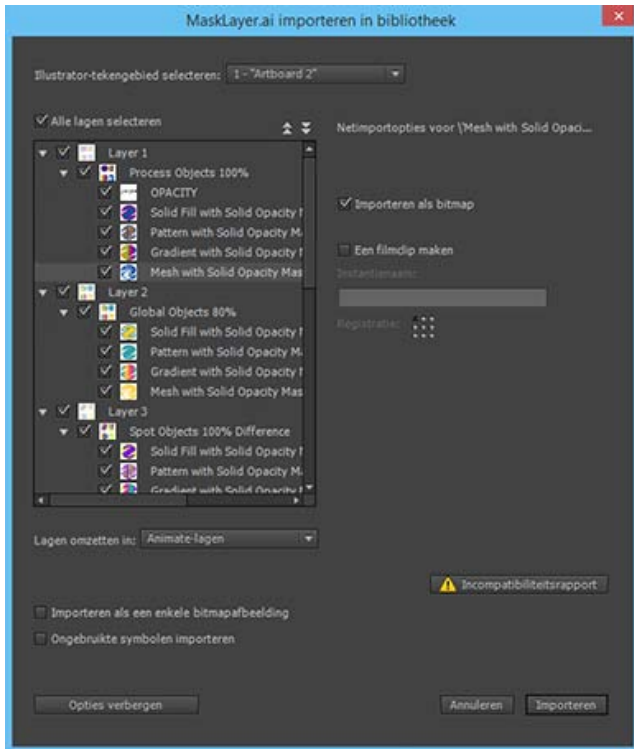 MaskLayer.ai importeren in bibliotheek
Illustrator-tekengebied selecteren: 1 - "Artboard 2"
Alle lagen selecteren
Netimportopties voor \'Mesh with Solid Opaci...
Layer 1
Process Objects 100%
OPACITY
Solid Fill with Solid Opacity
Pattern with Solid Opacity
Gradient with Solid Opacity
Mesh with Solid Opacity Mas
Importeren als bitmap
Een filmclip maken
Instantienaam:
Registratie:
Layer 2
Global Objects 80%
Solid Fill with Solid Opacity
Pattern with Solid Opacity
Gradient with Solid Opacity
Mesh with Solid Opacity Mas
Layer 3
Spot Objects 100% Difference
Solid Fill with Solid Opacity
Pattern with Solid Opacity
Gradient with Solid Opacity
Lagen omzetten in: Animate-lagen
Incompatibiliteitsrapport
Importeren als een enkele bitmapafbeelding
Ongebruikte symbolen importeren
Opties verbergen
Annuleren
Importeren